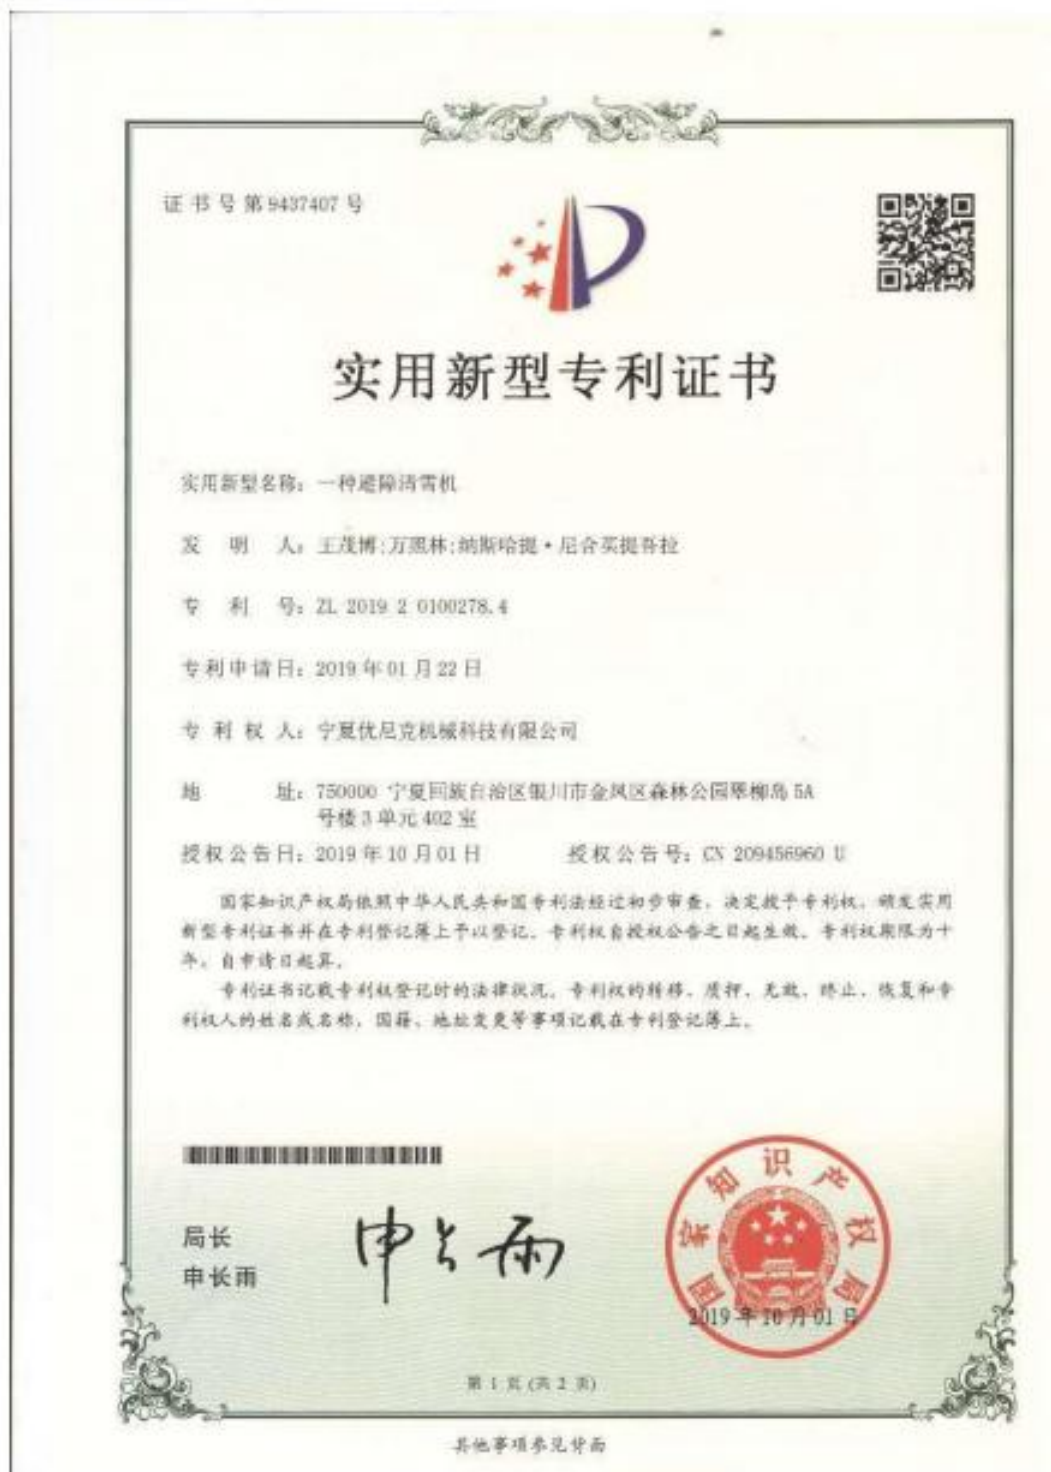 证书号第9437407号
实用新型专利证书
实用新型名称：一种避障清雪机
发 明 人：王茂博;万照林;纳斯哈提·尼合买提吾拉
专 利 号：ZL 2019 2 0100278.4
专利申请日：2019年01月22日
专 利 权 人：宁夏优尼克机械科技有限公司
地 址：750000 宁夏回族自治区银川市金凤区森林公园翠柳岛5A
号楼3单元402室
授权公告日：2019年10月01日 授权公告号：CN 209456960 U
国家知识产权局依照中华人民共和国专利法经过初步审查，决定授予专利权，颁发实用
新型专利证书并在专利登记簿上予以登记。专利权自授权公告之日起生效。专利权期限为十
年，自申请日起算。
专利证书记载专利权登记时的法律状况。专利权的转移、质押、无效、终止、恢复和专
利权人的姓名或名称、国籍、地址变更等事项记载在专利登记簿上。
局长
申长雨
申长雨
国家知识产权局
2019年10月01日
第 1 页 (共 2 页)
其他事项参见背面